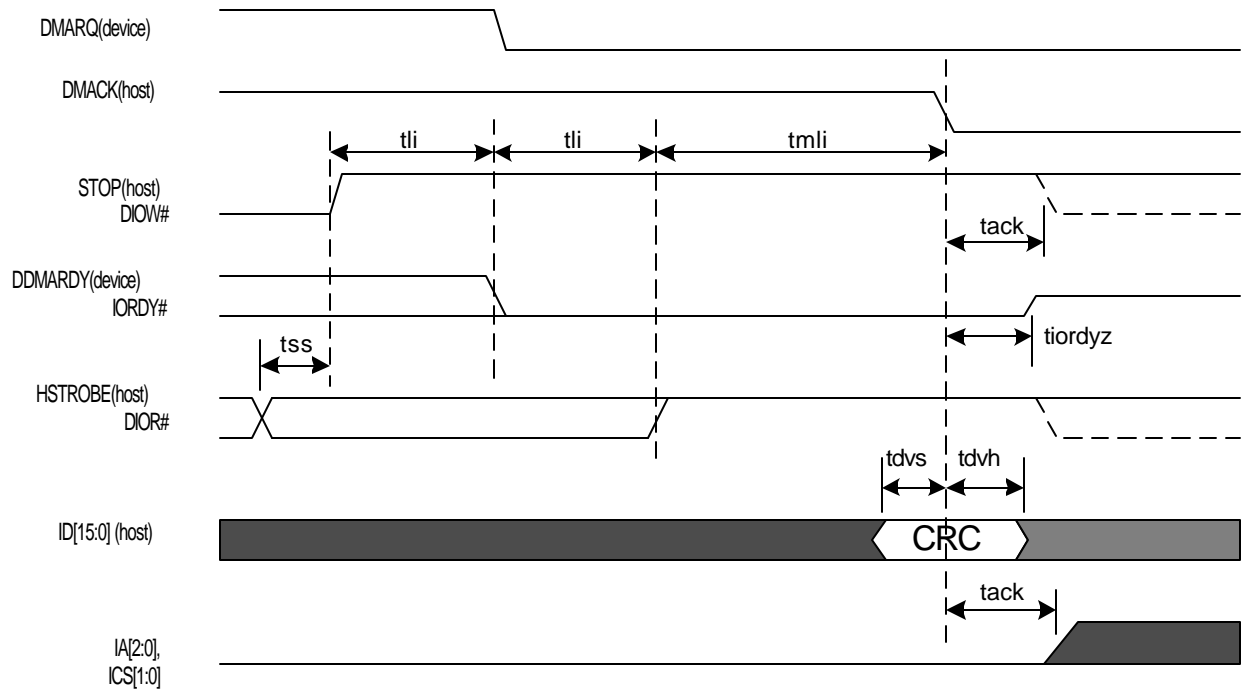 DMARQ(device)
DMACK(host)
tli
tli
tmli
STOP(host)
DIOW#
tack
DDMARDY(device)
IORDY#
tss
tiordyz
HSTROBE(host)
DIOR#
tdvs
tdvh
ID[15:0] (host)
CRC
tack
IA[2:0],
ICS[1:0]